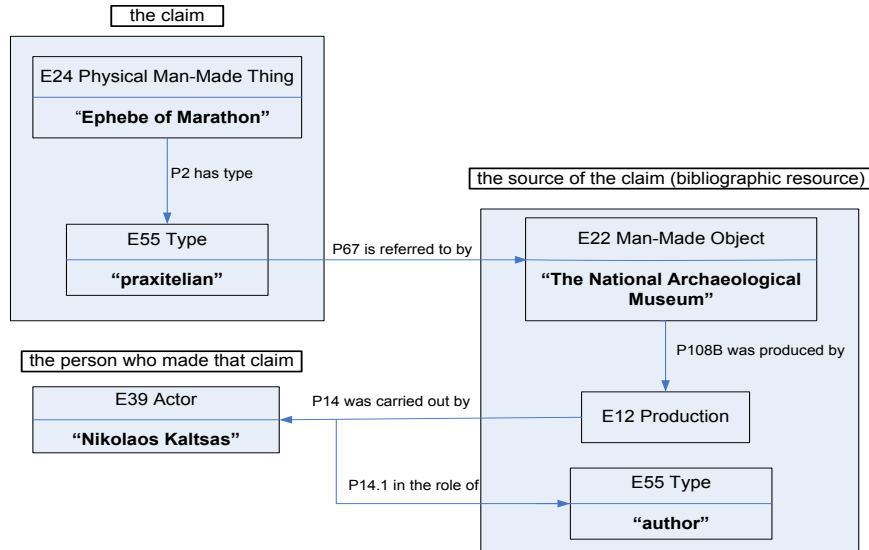 the claim
E24 Physical Man-Made Thing
“Ephebe of Marathon”
P2 has type
E55 Type
“praxitelian”
P67 is referred to by
the source of the claim (bibliographic resource)
E22 Man-Made Object
“The National Archaeological
Museum”
P108B was produced by
the person who made that claim
E39 Actor
“Nikolaos Kaltsas”
P14 was carried out by
E12 Production
P14.1 in the role of
E55 Type
“author”